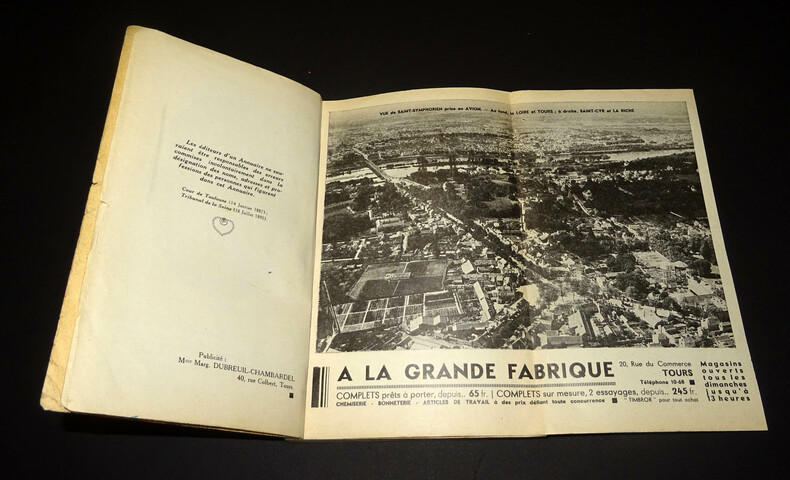 Les éditeurs d'un Annuaire ne sau-
raient être responsables des erreurs
commises involontairement dans la
désignation des noms, adresses et pro-
fessions des personnes qui figurent
dans cet Annuaire.
Cour de Toulouse (14 Janvier 1887);
Tribunal de la Seine (18 Juillet 1895)
Publicité :
Mme Marg. DUBREUIL-CHAMBARDEL
40, rue Colbert, Tours
VUE de SAINT-SYMPHORIEN prise en AVION. — Au fond, la LOIRE et TOURS ; à droite, SAINT-CYR et LA RICHE
A LA GRANDE FABRIQUE
20, Rue du Commerce
TOURS
Téléphone 10-68
COMPLETS prêts à porter, depuis.. 65 fr. | COMPLETS sur mesure, 2 essayages, depuis.. 245 fr.
CHEMISERIE - BONNETERIE - ARTICLES DE TRAVAIL à des prix défiant toute concurrence ■ "TIMBROR" pour tout achat
Magasins
ouverts
tous les
dimanches
jusqu'à
13 heures